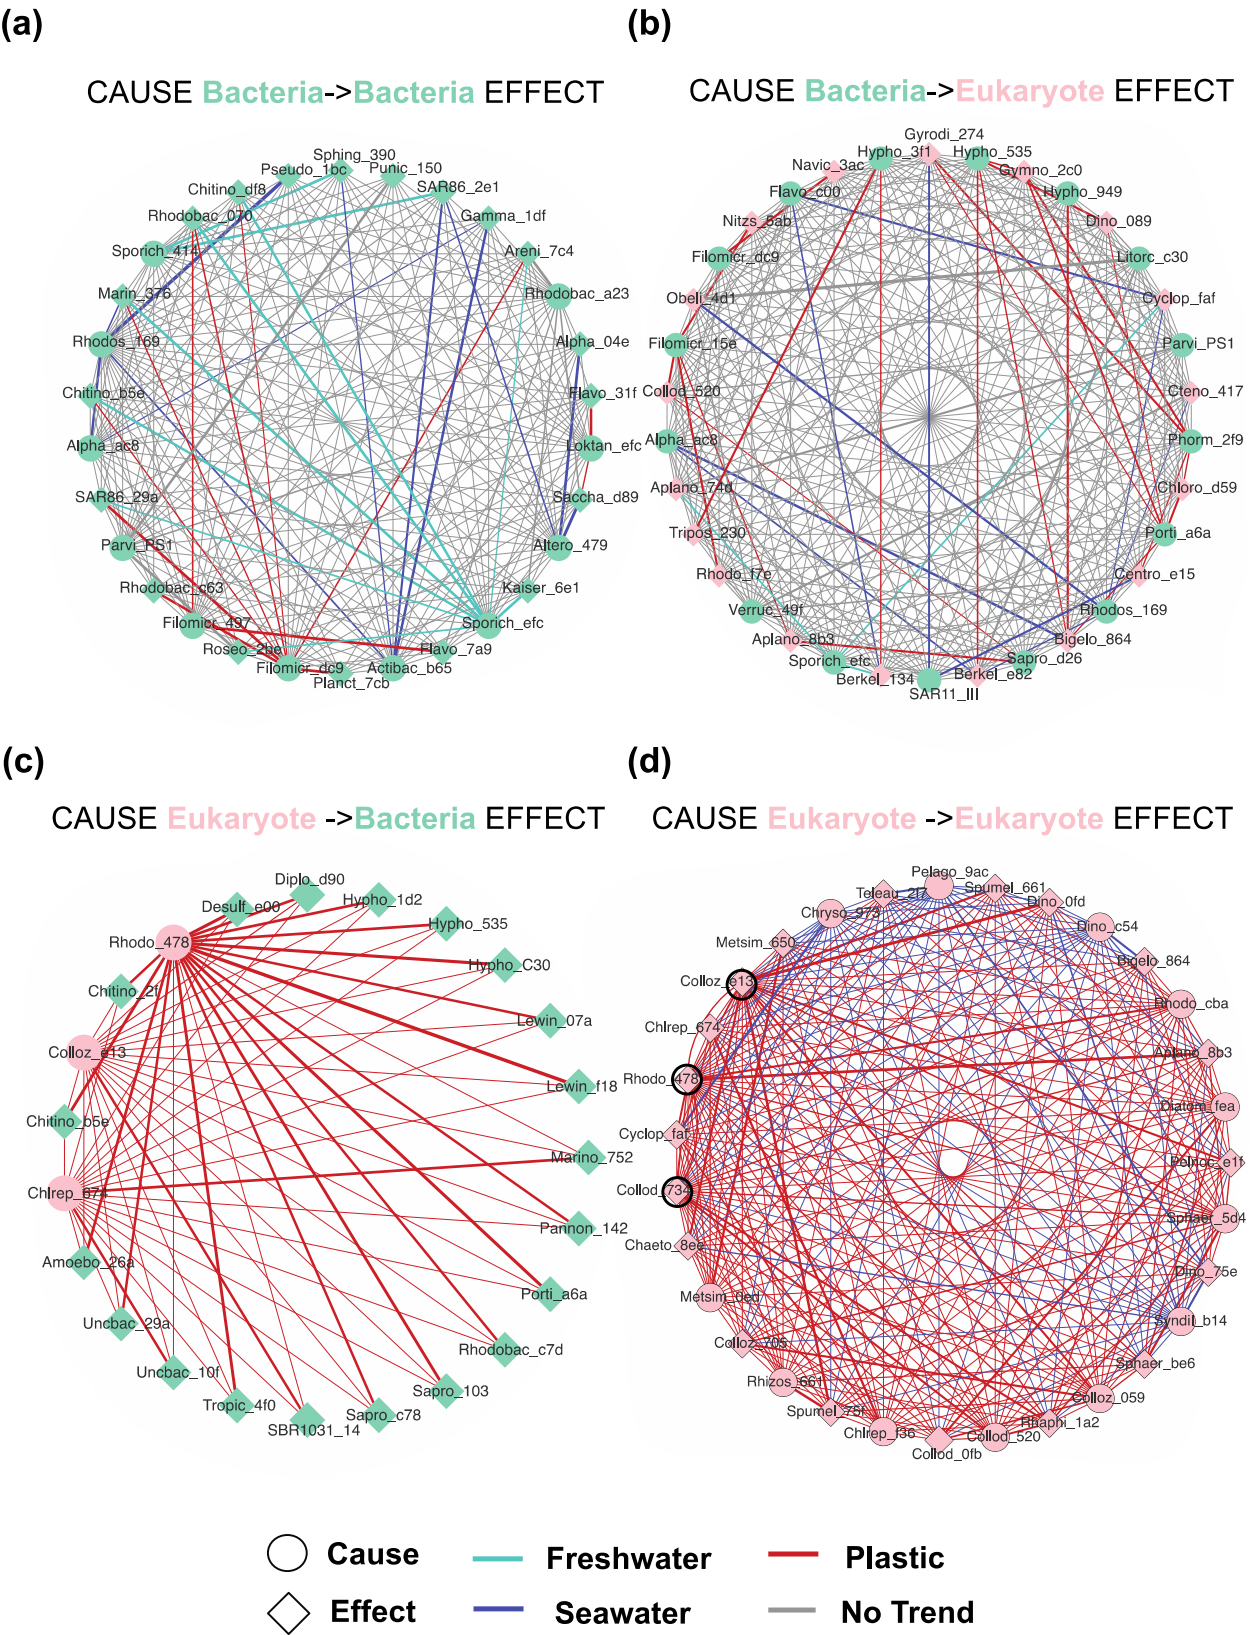 (a)
CAUSE Bacteria->Bacteria EFFECT
Sphing_390
Pseudo_1bc
Punic_150
Chitino_df8
SAR86_2e1
Rhodobac_070
Gamma_1df
Sporich_414
Areni_7c4
Marin_376
Rhodobac_a23
Rhodos_169
Alpha_04e
Chitino_b5e
Flavo_31f
Alpha_ac8
Loktan_efc
SAR86_29a
Saccha_d89
Parvi_PS1
Altero_479
Rhodobac_c63
Kaiser_6e1
Filomicr_497
Sporich_efc
Roseo_2be
Flavo_7a9
Filomicr_dc9
Actibac_b65
Planct_7cb
(b)
CAUSE Bacteria->Eukaryote EFFECT
Gyrodi_274
Hypho_3f1
Hypho_535
Navic_3ac
Gymno_2c0
Flavo_c00
Hypho_949
Nitzs_5ab
Dino_089
Filomicr_dc9
Litorc_c30
Obeli_4d1
Cyclop_faf
Filomicr_15e
Parvi_PS1
Collod_520
Cteno_417
Alpha_ac8
Phorm_2f9
Aplano_74d
Chloro_d59
Tripos_230
Porti_a6a
Rhodo_f7e
Centro_e15
Verruc_49f
Rhodos_169
Aplano_8b3
Bigelo_864
Sporich_efc
Sapro_d26
Berkel_134
Berkel_e82
SAR11_III
(c)
CAUSE Eukaryote ->Bacteria EFFECT
Diplo_d90
Desulf_e00
Hypho_1d2
Hypho_535
Rhodo_478
Hypho_C30
Chitino_2f
Lewin_07a
Colloz_e13
Lewin_f18
Chitino_b5e
Marino_752
Chlrep_674
Pannon_142
Amoebo_26a
Porti_a6a
Uncbac_29a
Rhodobac_c7d
Uncbac_10f
Sapro_103
Tropic_4f0
Sapro_c78
SBR1031_14
(d)
CAUSE Eukaryote ->Eukaryote EFFECT
Pelago_9ac
Teleau_2f7
Spumel_661
Chryso_973
Dino_0fd
Metsim_650
Dino_c54
Colloz_e13
Bigelo_864
Chlrep_674
Rhodo_cba
Rhodo_478
Aplano_8b3
Cyclop_faf
Diatom_fea
Collod_734
Chaeto_8ee
Sphaer_5d4
Metsim_0ed
Dino_75e
Colloz_705
Syndil_b14
Rhizos_661
Sphaer_be6
Spumel_75f
Colloz_059
Chlrep_f36
Rhaphi_1a2
Collod_520
Collod_0fb
Cause
Freshwater
Plastic
Effect
Seawater
No Trend